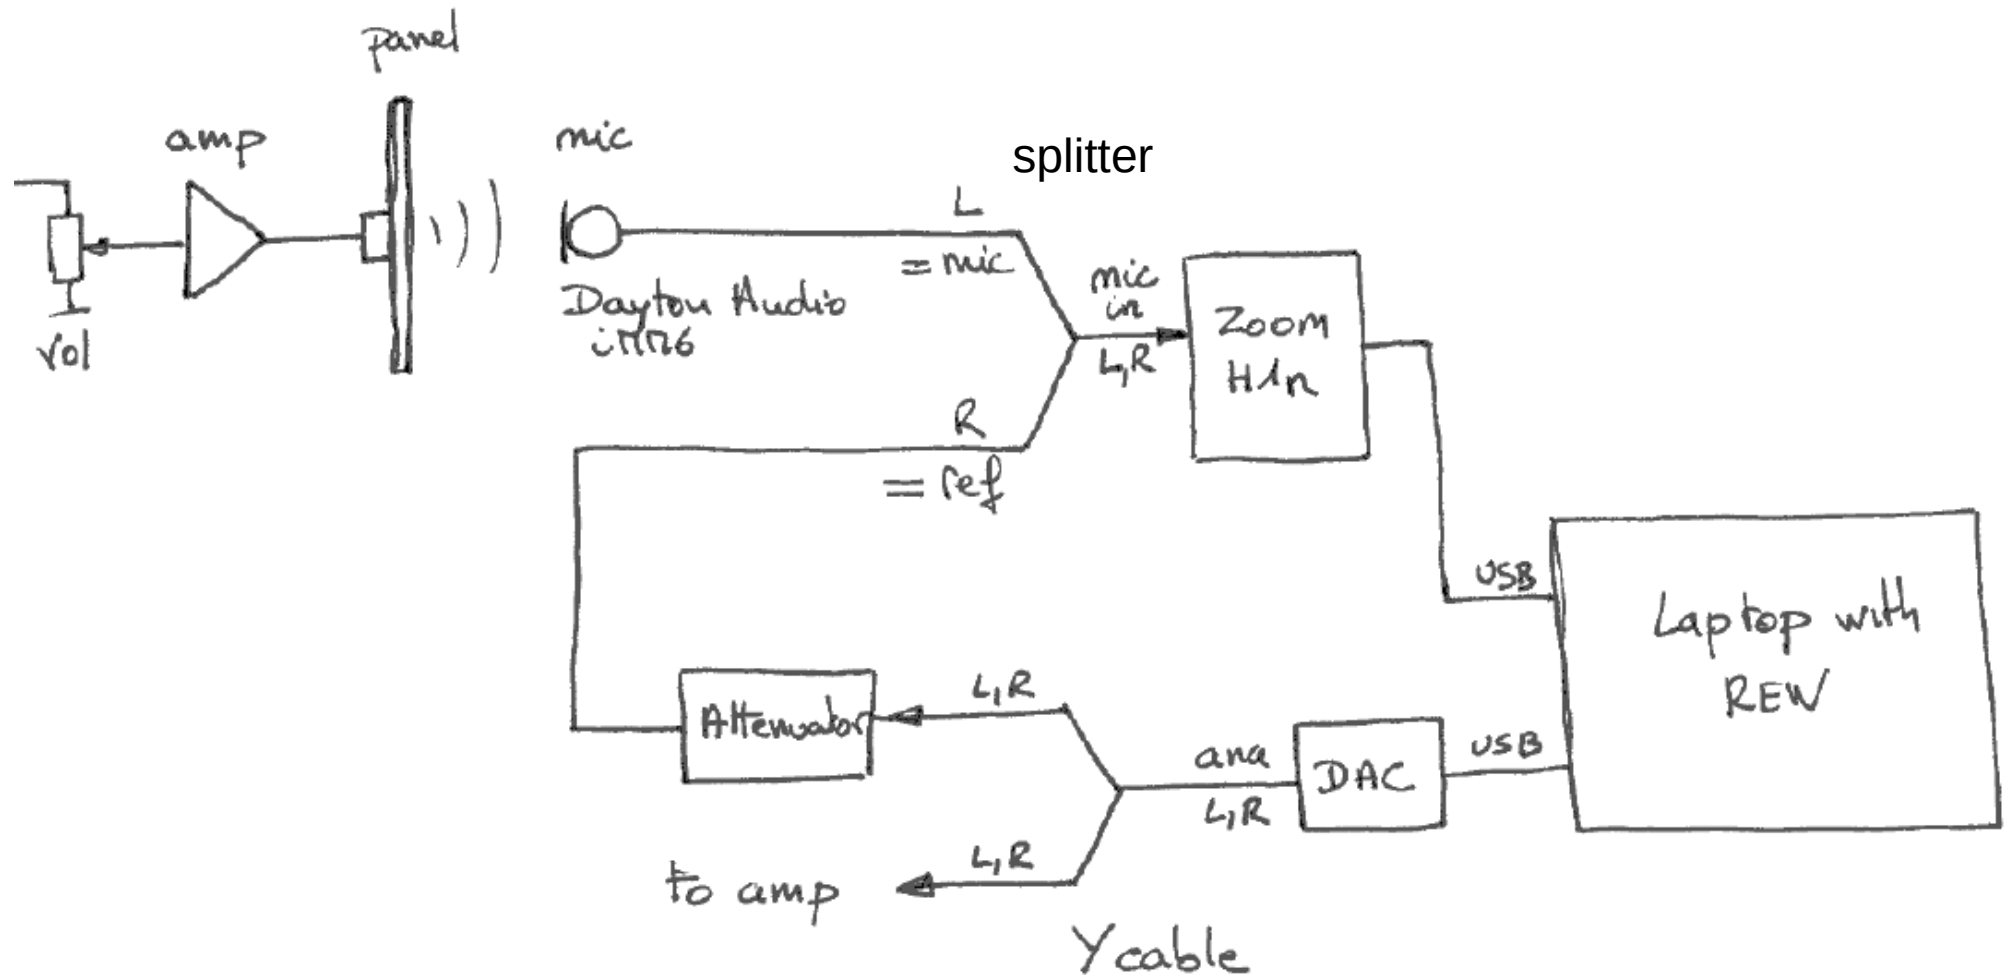 panel
amp
mic
splitter
vol
Dayton Audio
iMM6
L
= mic
mic
in
L,R
Zoom
H1n
R
= ref
USB
Laptop with
REW
Attenuator
L,R
ana
L,R
DAC
USB
to amp
L,R
Y cable